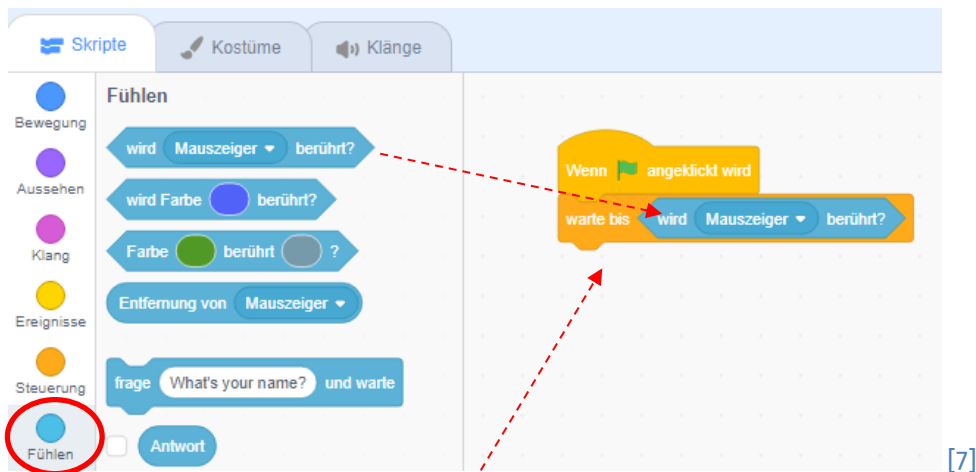 Skripte Kostüme Klänge
Bewegung
Aussehen
Klang
Ereignisse
Steuerung
Fühlen
Fühlen
wird Mauszeiger berührt?
wird Farbe berührt?
Farbe berührt ?
Entfernung von Mauszeiger
frage What's your name? und warte
Antwort
Wenn angeklickt wird
warte bis wird Mauszeiger berührt?
[7]